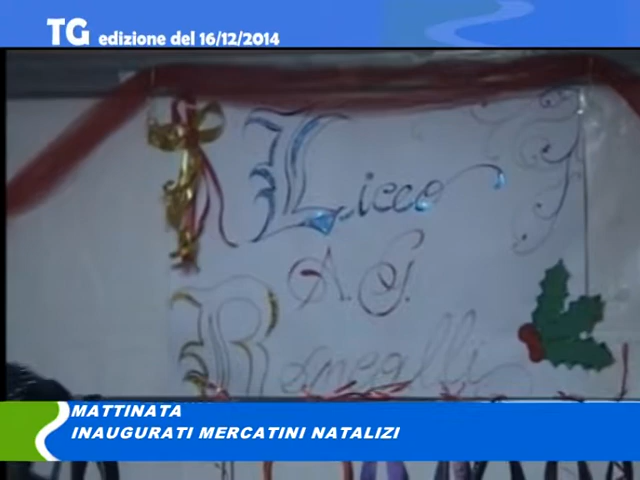 TG edizione del 16/12/2014
Liceo
A. G.
Roncalli
MATTINATA
INAUGURATI MERCATINI NATALIZI